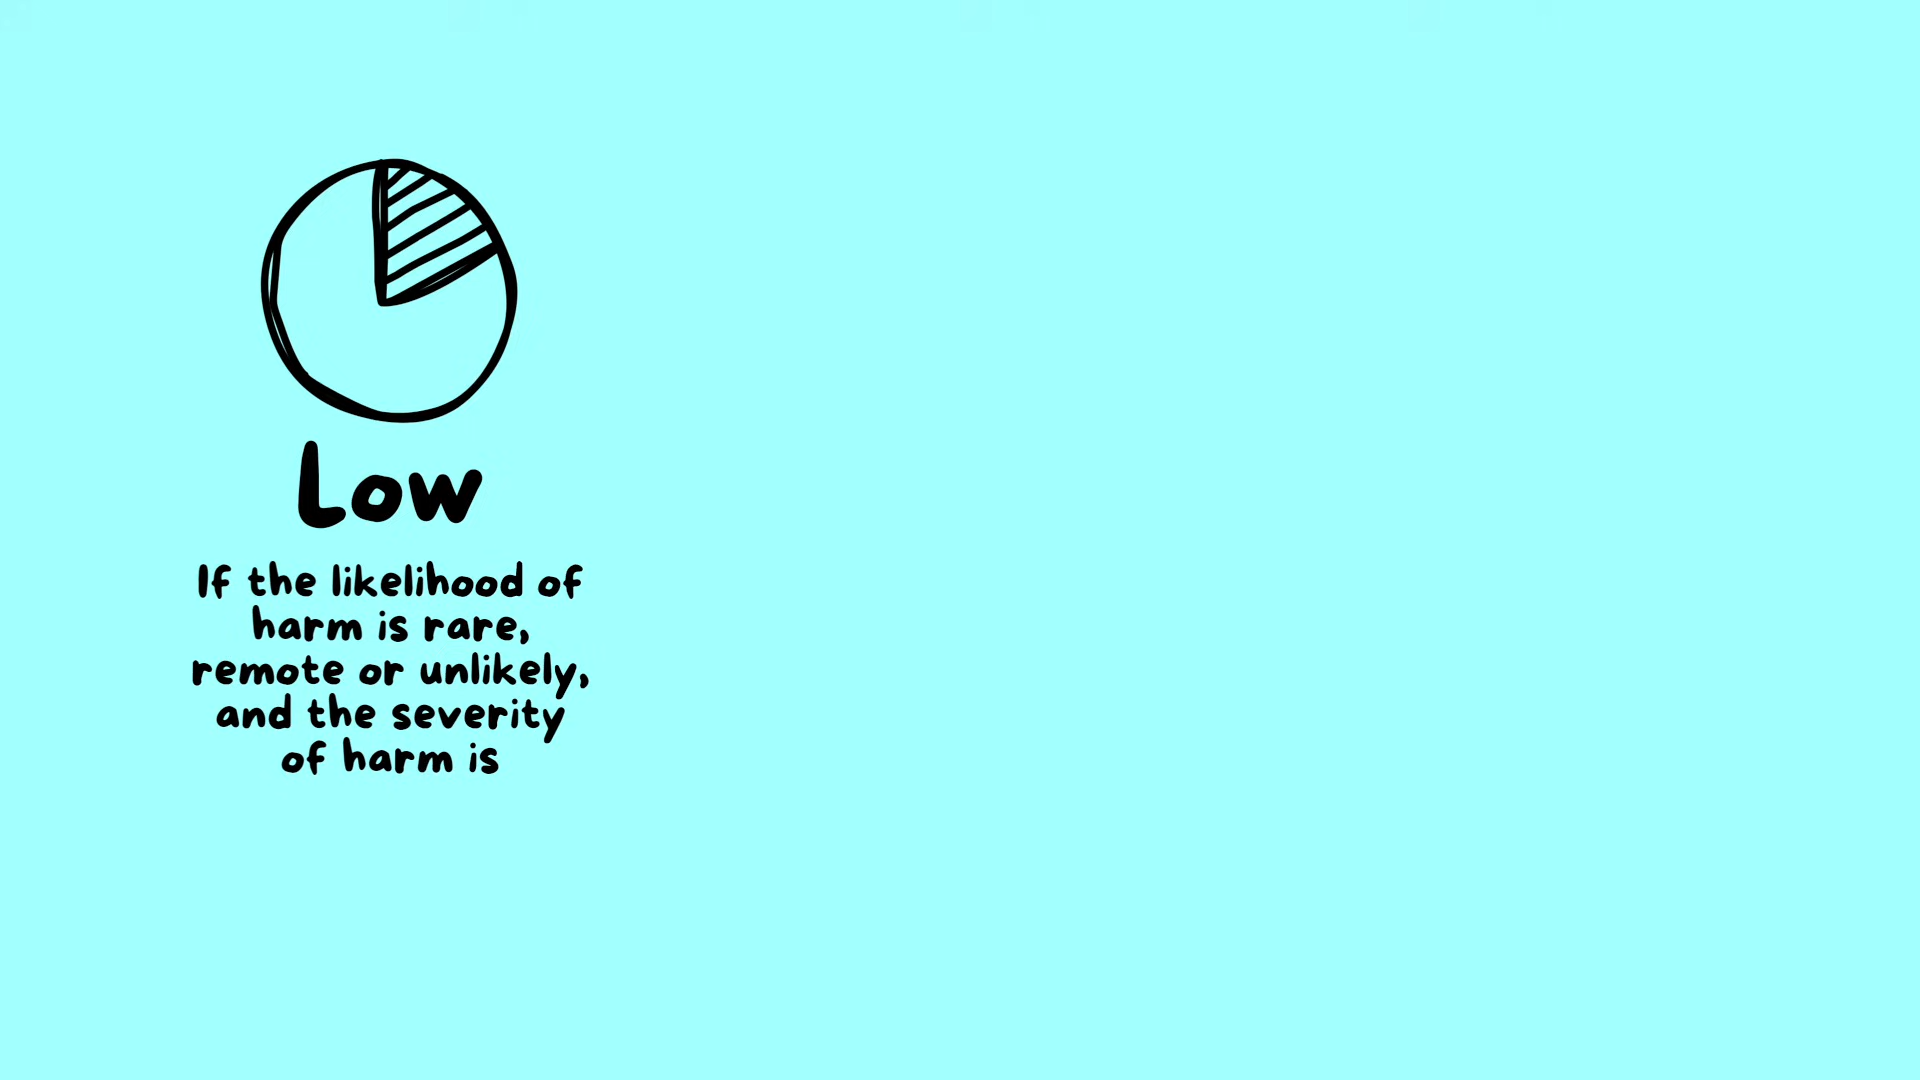 Low
If the likelihood of
harm is rare,
remote or unlikely,
and the severity
of harm is